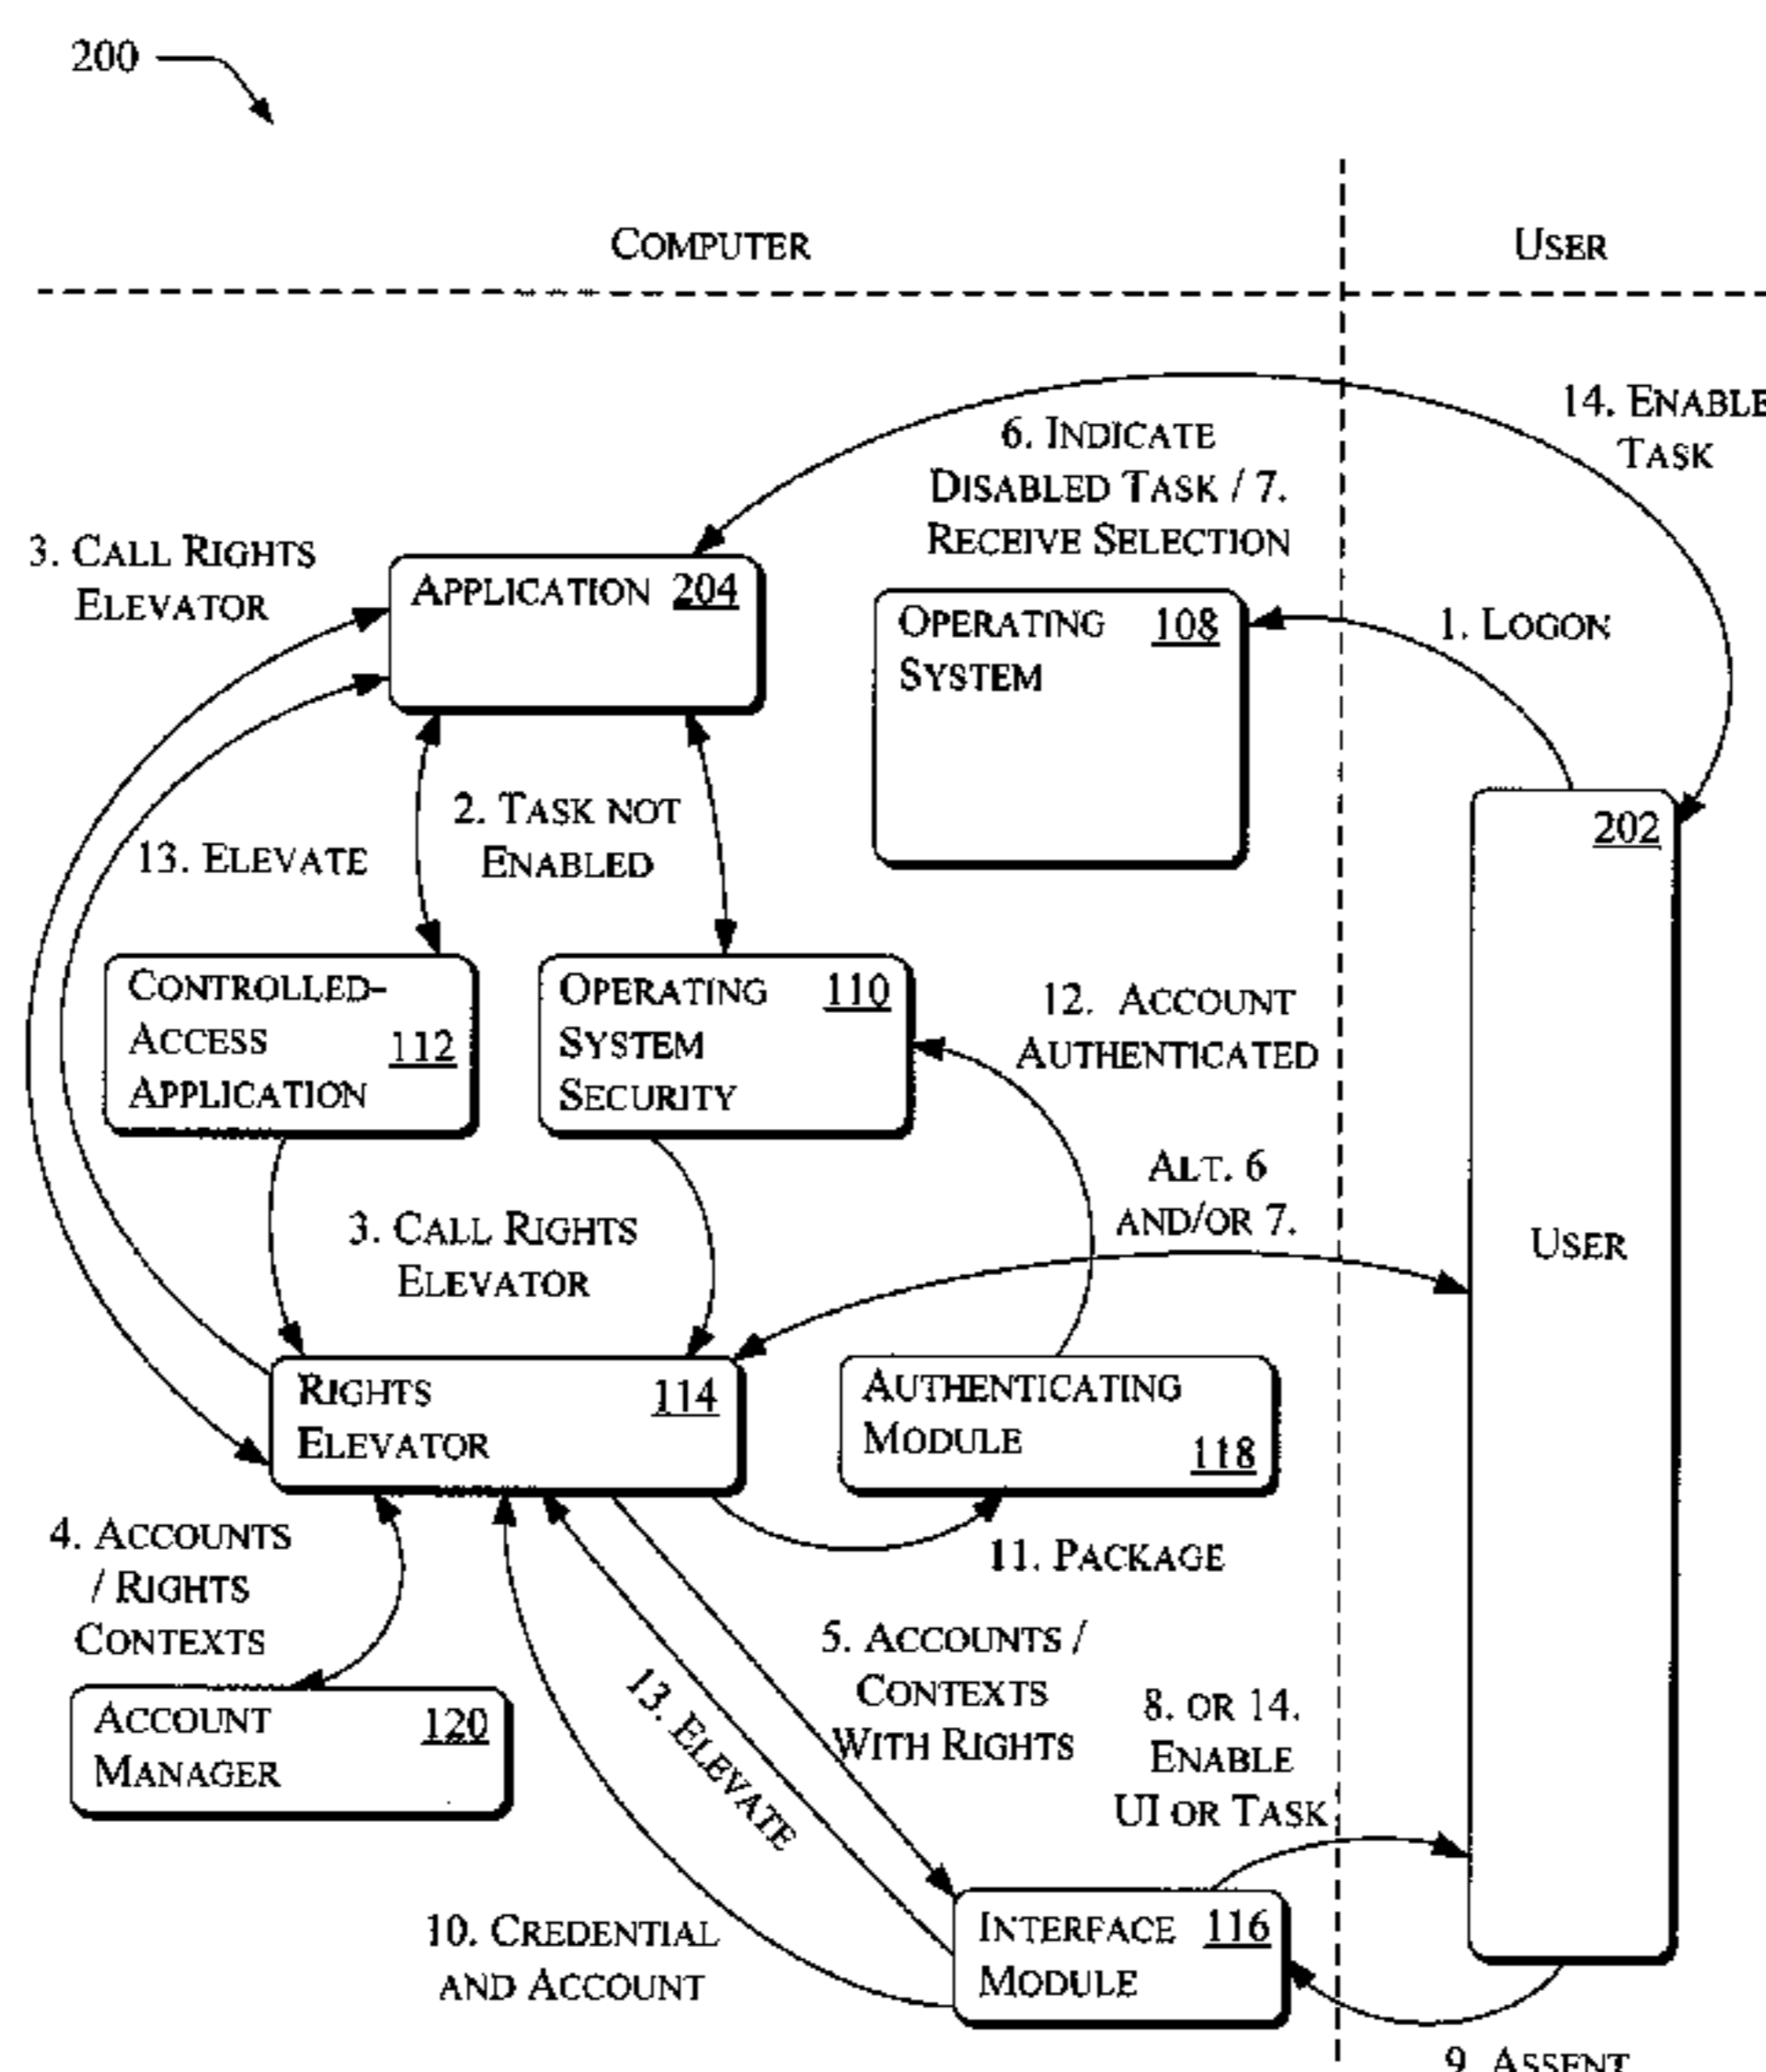 200
COMPUTER
USER
14. ENABLE
TASK
6. INDICATE
DISABLED TASK / 7.
RECEIVE SELECTION
3. CALL RIGHTS
ELEVATOR
APPLICATION 204
OPERATING 108
SYSTEM
1. LOGON
202
USER
2. TASK NOT
ENABLED
13. ELEVATE
CONTROLLED-
ACCESS 112
APPLICATION
OPERATING 110
SYSTEM
SECURITY
12. ACCOUNT
AUTHENTICATED
ALT. 6
AND/OR 7.
3. CALL RIGHTS
ELEVATOR
RIGHTS 114
ELEVATOR
AUTHENTICATING
MODULE 118
4. ACCOUNTS
/ RIGHTS
CONTEXTS
11. PACKAGE
5. ACCOUNTS /
CONTEXTS
WITH RIGHTS
13. ELEVATE
ACCOUNT 120
MANAGER
8. OR 14.
ENABLE
UI OR TASK
10. CREDENTIAL
AND ACCOUNT
INTERFACE 116
MODULE
9. ASSENT